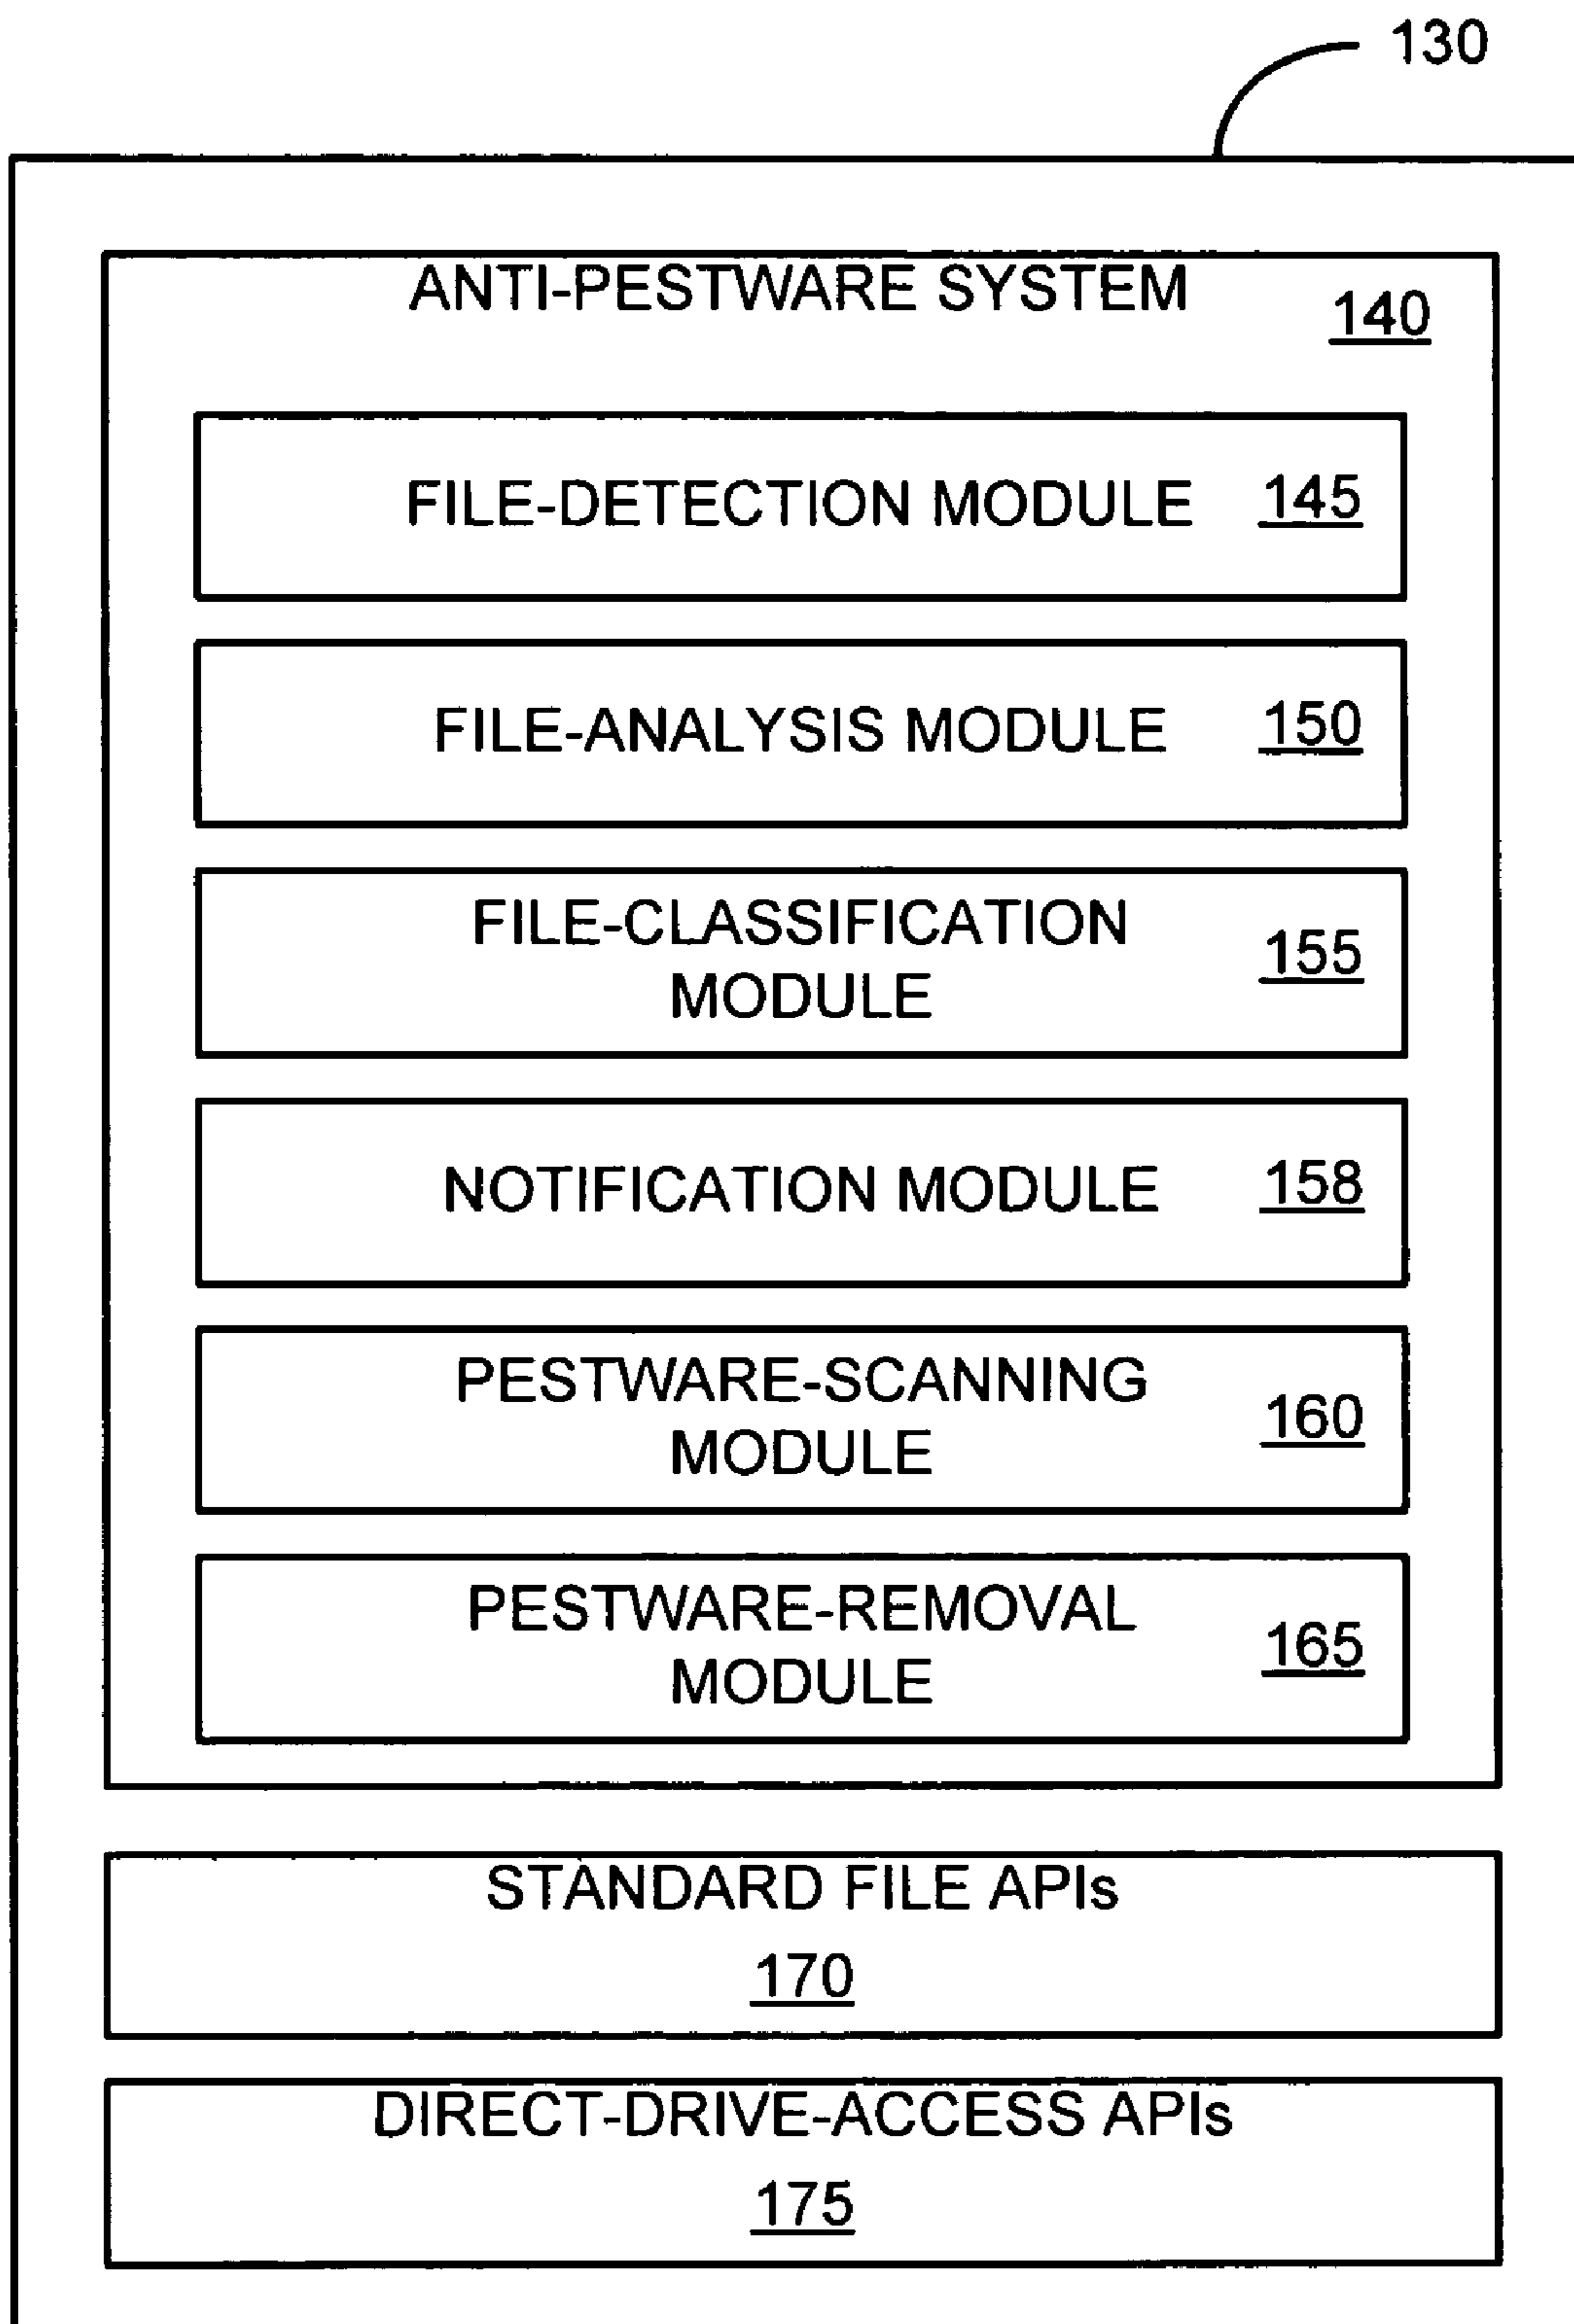 130
ANTI-PESTWARE SYSTEM
140
FILE-DETECTION MODULE 145
FILE-ANALYSIS MODULE 150
FILE-CLASSIFICATION
MODULE
155
NOTIFICATION MODULE 158
PESTWARE-SCANNING
MODULE
160
PESTWARE-REMOVAL
MODULE
165
STANDARD FILE APIs
170
DIRECT-DRIVE-ACCESS APIs
175